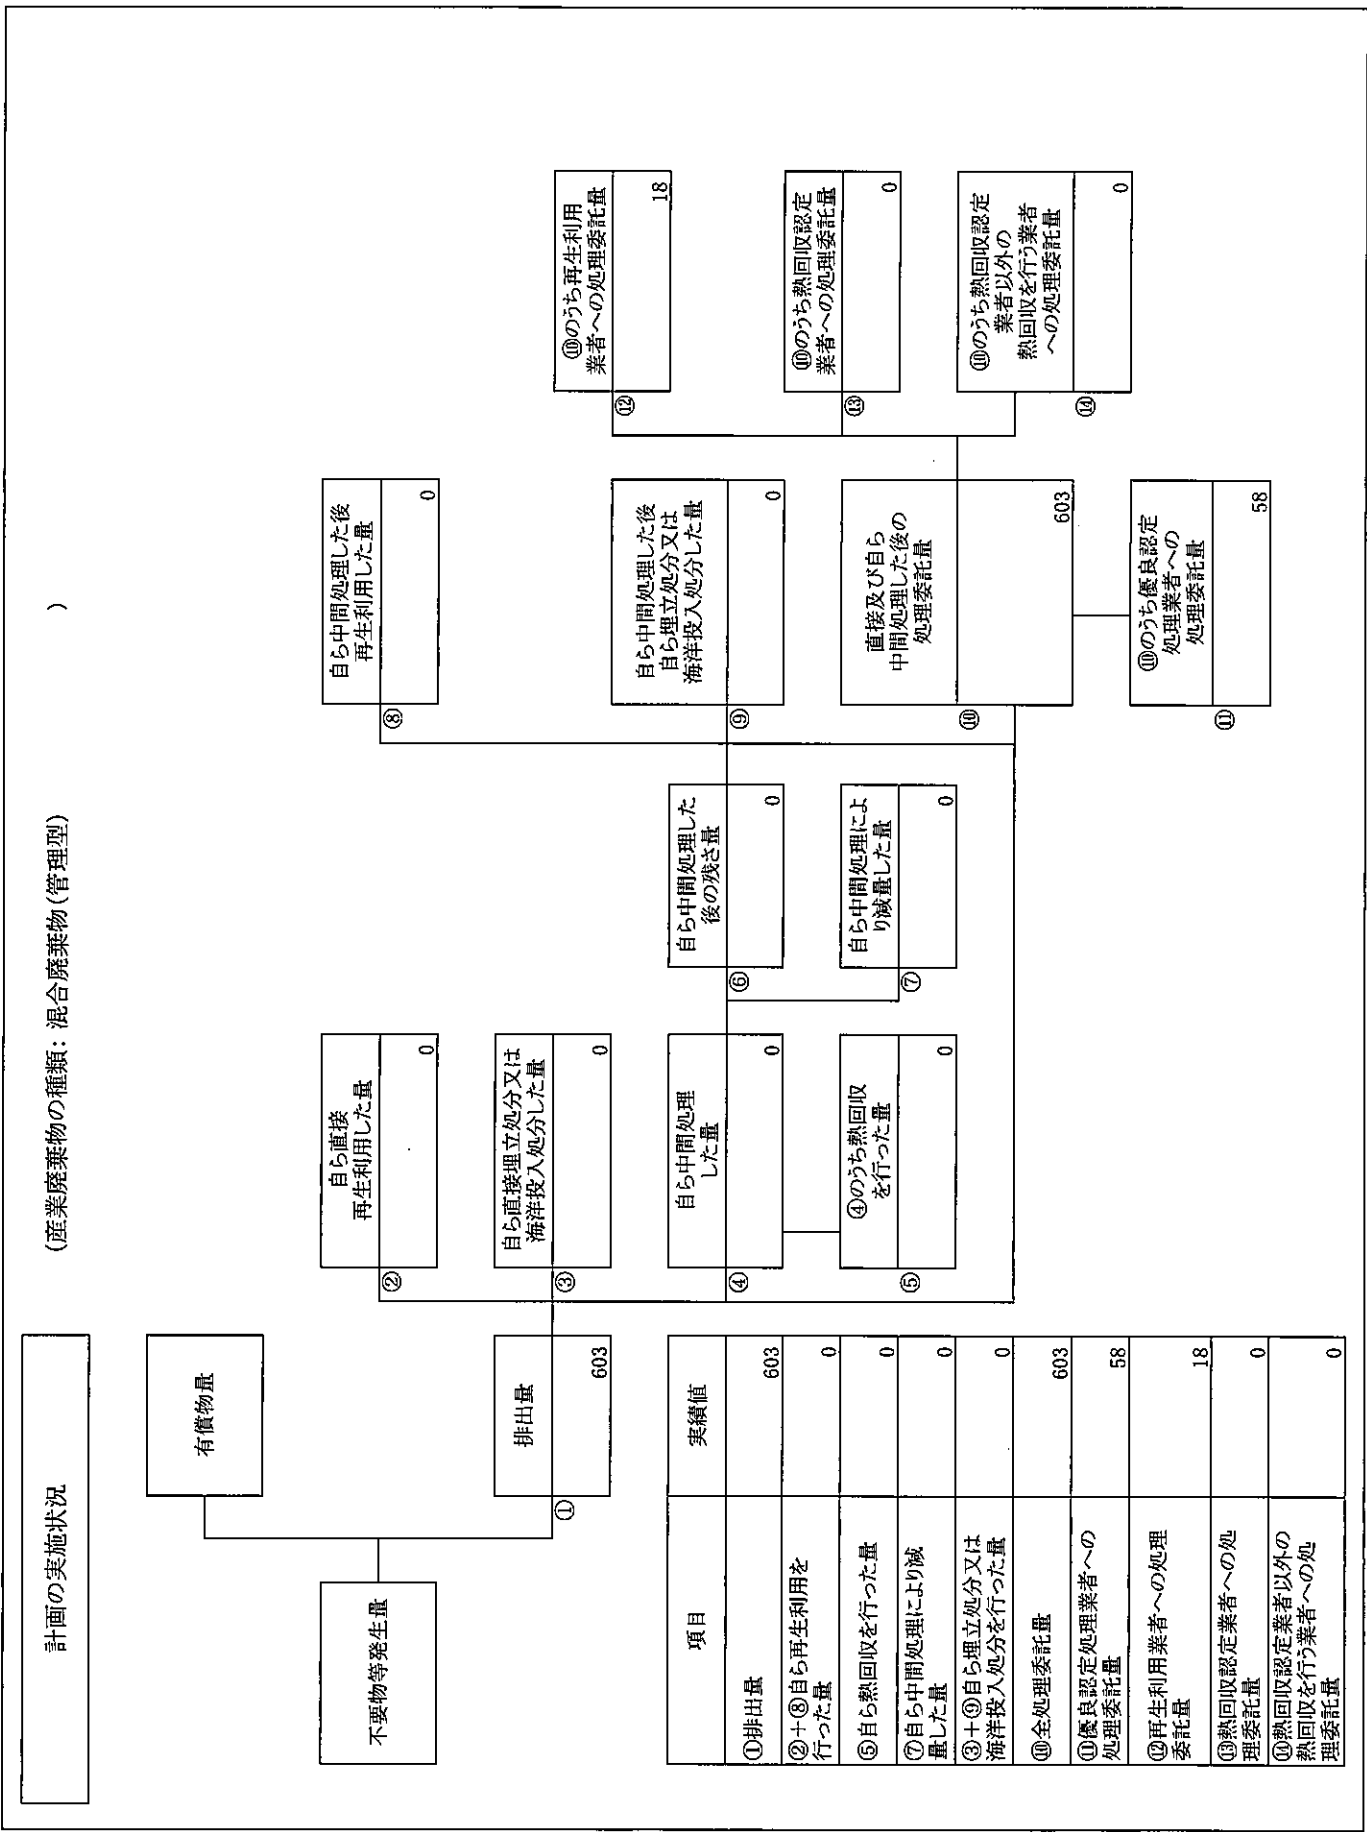 計画の実施状況
(産業廃棄物の種類: 混合廃棄物(管理型)
)
不要物等発生量
有償物量
①
排出量
603
②
自ら直接
再生利用した量
0
③
自ら直接埋立処分又は
海洋投入処分した量
0
④
自ら中間処理
した量
0
⑤
④のうち熱回収
を行った量
0
⑥
自ら中間処理した
後の残さ量
0
⑦
自ら中間処理によ
り減量した量
0
⑧
自ら中間処理した後
再生利用した量
0
⑨
自ら中間処理した後
自ら埋立処分又は
海洋投入処分した量
0
⑩
直接及び自ら
中間処理した後の
処理委託量
603
⑪
⑩のうち優良認定
処理業者への
処理委託量
58
⑫
⑩のうち再生利用
業者への処理委託量
18
⑬
⑩のうち熱回収認定
業者への処理委託量
0
⑭
⑩のうち熱回収認定
業者以外の
熱回収を行う業者
への処理委託量
0
項目 実績値
①排出量 603
②+⑧自ら再生利用を
行った量 0
⑤自ら熱回収を行った量 0
⑦自ら中間処理により減
量した量 0
③+⑨自ら埋立処分又は
海洋投入処分を行った量 0
⑩全処理委託量 603
⑪優良認定処理業者への
処理委託量 58
⑫再生利用業者への処理
委託量 18
⑬熱回収認定業者への処
理委託量 0
⑭熱回収認定業者以外の
熱回収を行う業者への処
理委託量 0